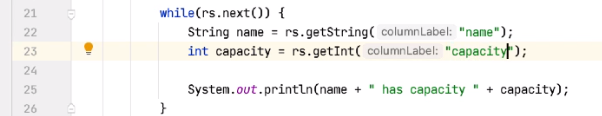 21 while(rs.next()) {
22 String name = rs.getString( columnLabel: "name");
23 int capacity = rs.getInt( columnLabel: "capacity");
24
25 System.out.println(name + " has capacity " + capacity);
26 }